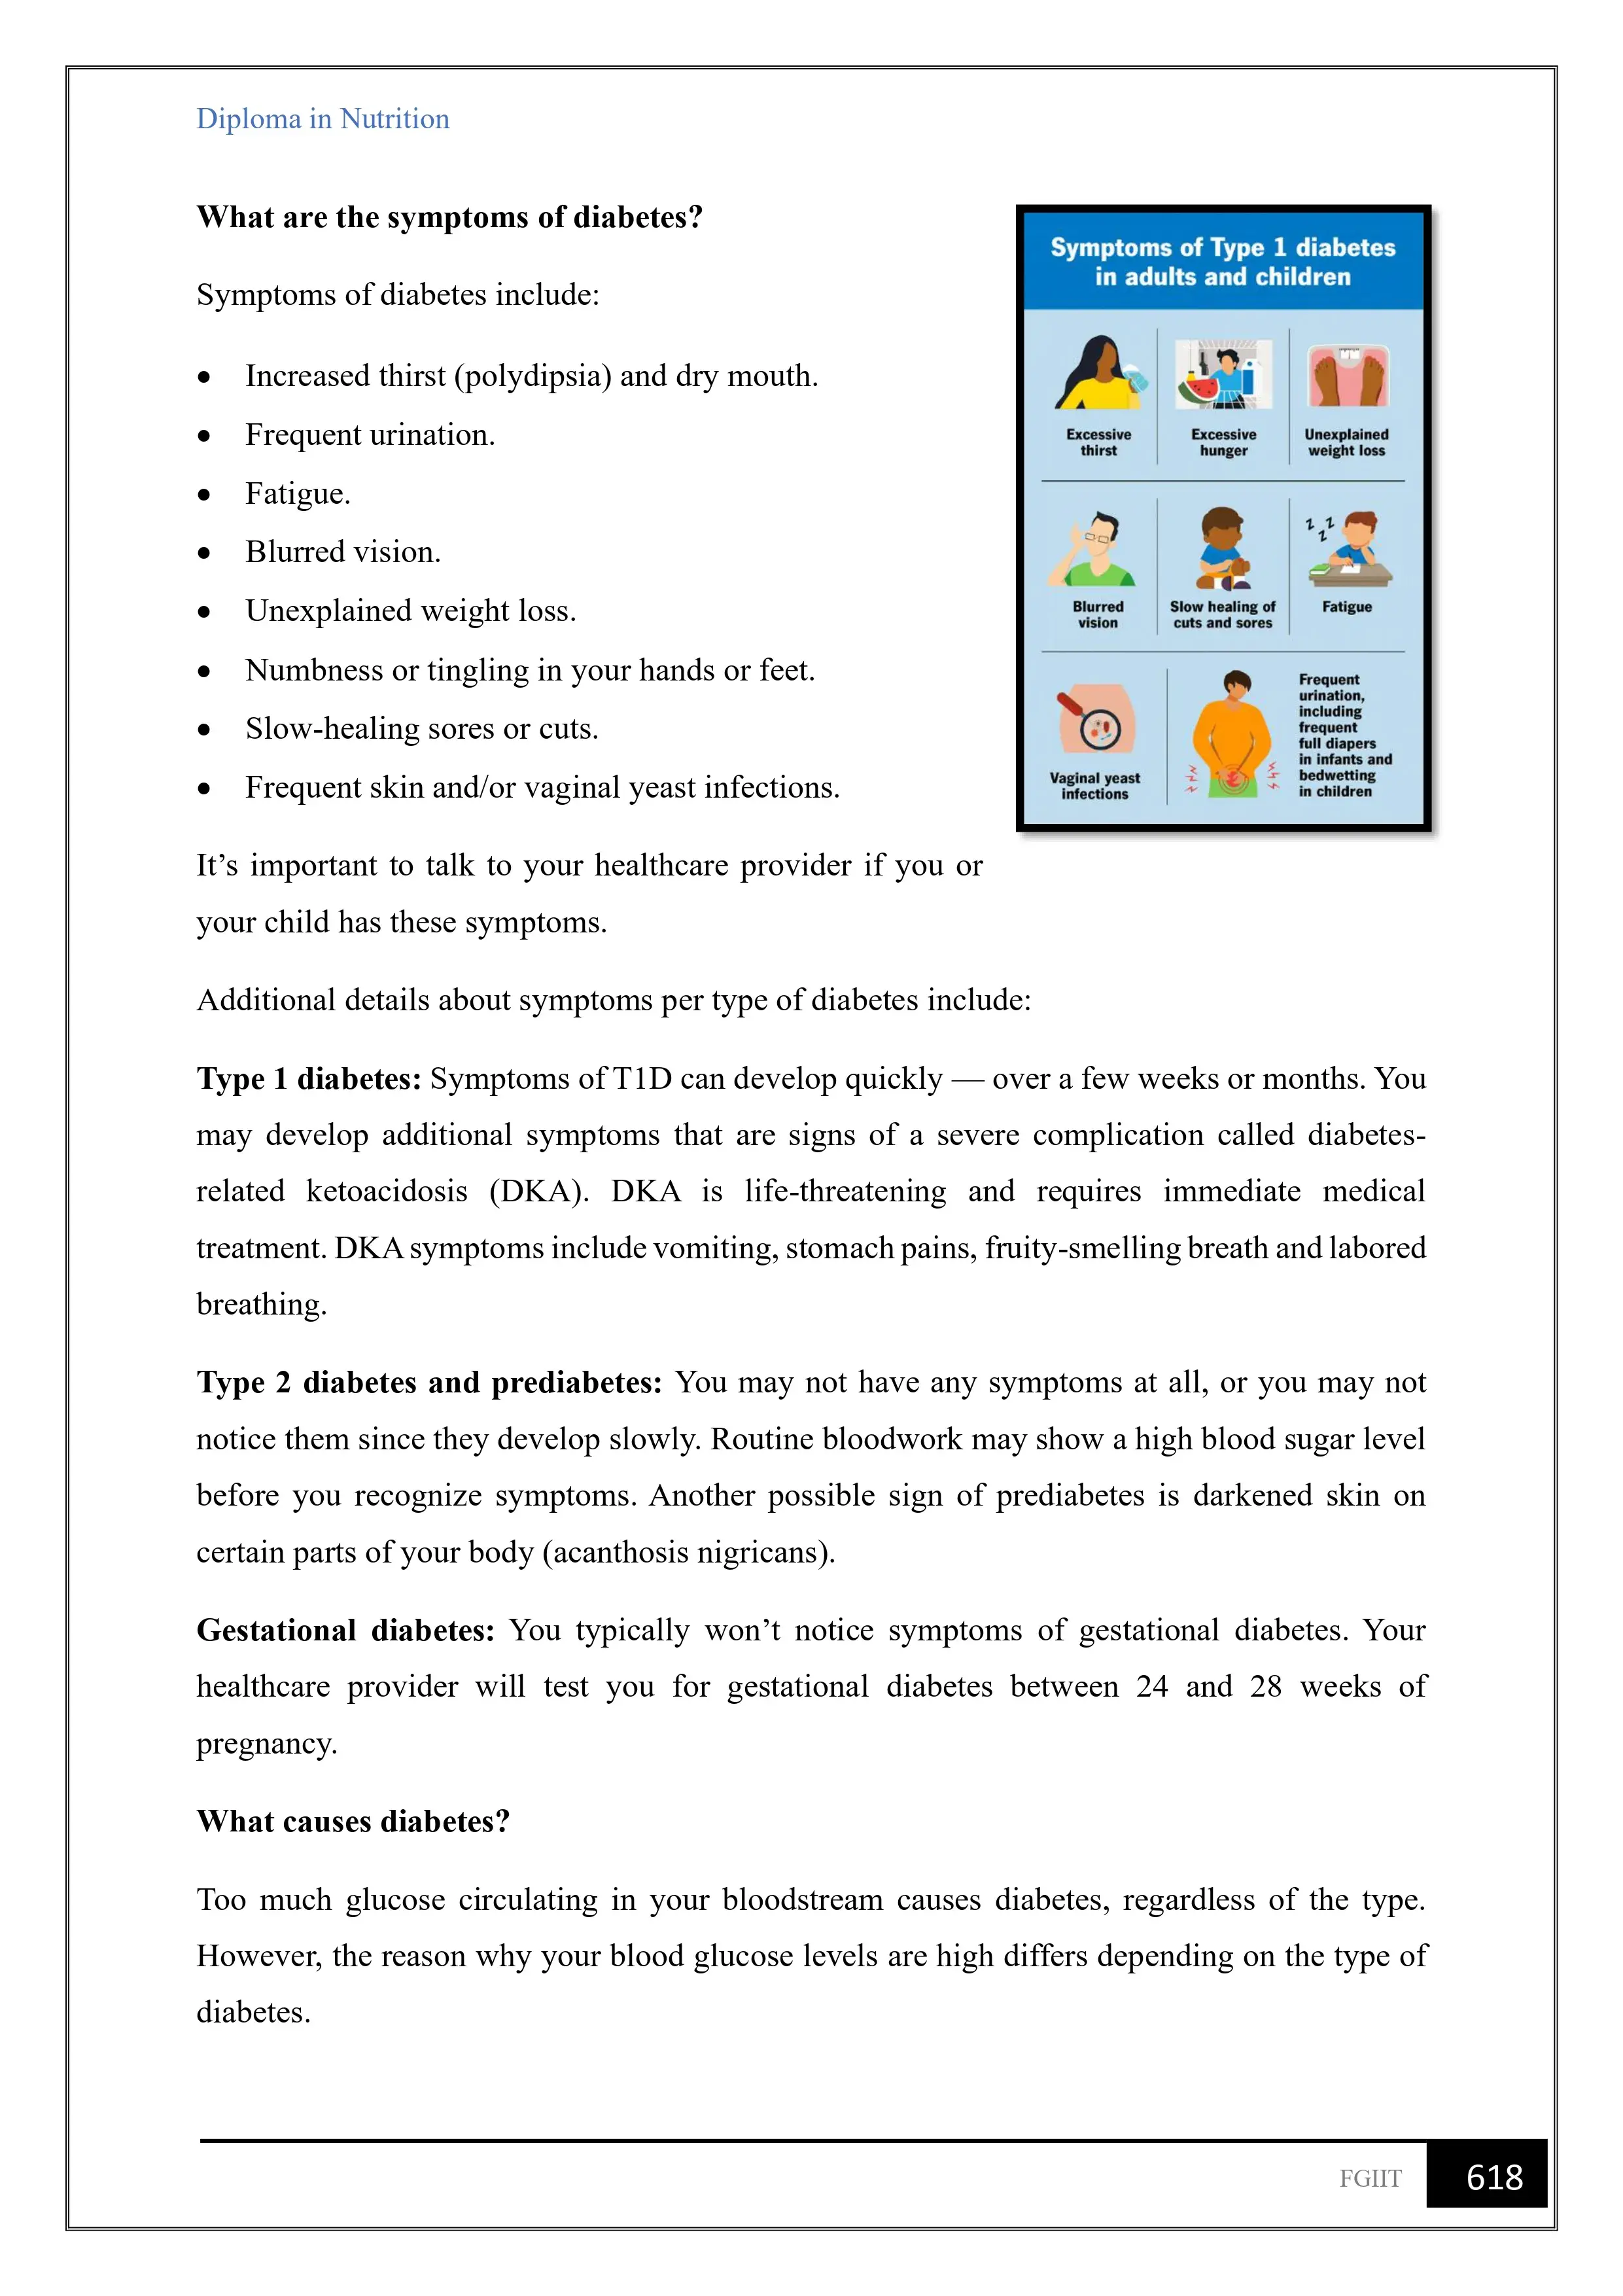 Diploma in Nutrition
What are the symptoms of diabetes?
Symptoms of diabetes include:
• Increased thirst (polydipsia) and dry mouth.
• Frequent urination.
• Fatigue.
• Blurred vision.
• Unexplained weight loss.
• Numbness or tingling in your hands or feet.
• Slow-healing sores or cuts.
• Frequent skin and/or vaginal yeast infections.
Symptoms of Type 1 diabetes
in adults and children
Excessive
thirst
Excessive
hunger
Unexplained
weight loss
Blurred
vision
Slow healing of
cuts and sores
z z
z
Fatigue
Vaginal yeast
infections
Frequent
urination,
including
frequent
full diapers
in infants and
bedwetting
in children
It’s important to talk to your healthcare provider if you or
your child has these symptoms.
Additional details about symptoms per type of diabetes include:
Type 1 diabetes: Symptoms of T1D can develop quickly — over a few weeks or months. You
may develop additional symptoms that are signs of a severe complication called diabetes-
related ketoacidosis (DKA). DKA is life-threatening and requires immediate medical
treatment. DKA symptoms include vomiting, stomach pains, fruity-smelling breath and labored
breathing.
Type 2 diabetes and prediabetes: You may not have any symptoms at all, or you may not
notice them since they develop slowly. Routine bloodwork may show a high blood sugar level
before you recognize symptoms. Another possible sign of prediabetes is darkened skin on
certain parts of your body (acanthosis nigricans).
Gestational diabetes: You typically won’t notice symptoms of gestational diabetes. Your
healthcare provider will test you for gestational diabetes between 24 and 28 weeks of
pregnancy.
What causes diabetes?
Too much glucose circulating in your bloodstream causes diabetes, regardless of the type.
However, the reason why your blood glucose levels are high differs depending on the type of
diabetes.
FGIIT 618